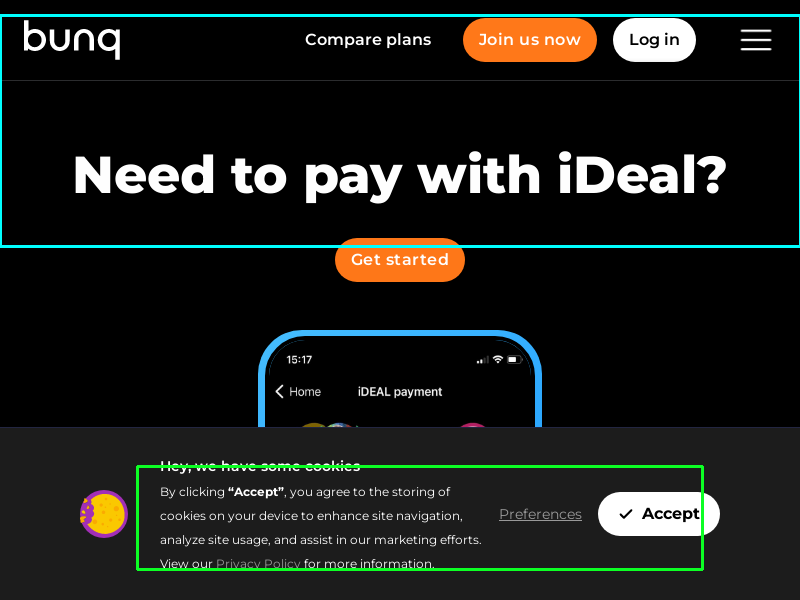 bunq
Compare plans
Join us now
Log in
Need to pay with iDeal?
Get started
15:17
Home
iDEAL payment
Hey, we have some cookies
By clicking “Accept”, you agree to the storing of
cookies on your device to enhance site navigation,
analyze site usage, and assist in our marketing efforts.
View our Privacy Policy for more information.
Preferences
Accept